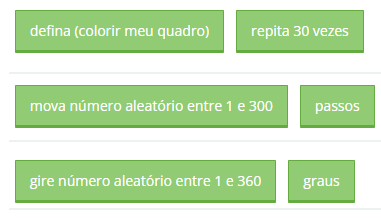 defina (colorir meu quadro) repita 30 vezes
mova número aleatório entre 1 e 300 passos
gire número aleatório entre 1 e 360 graus